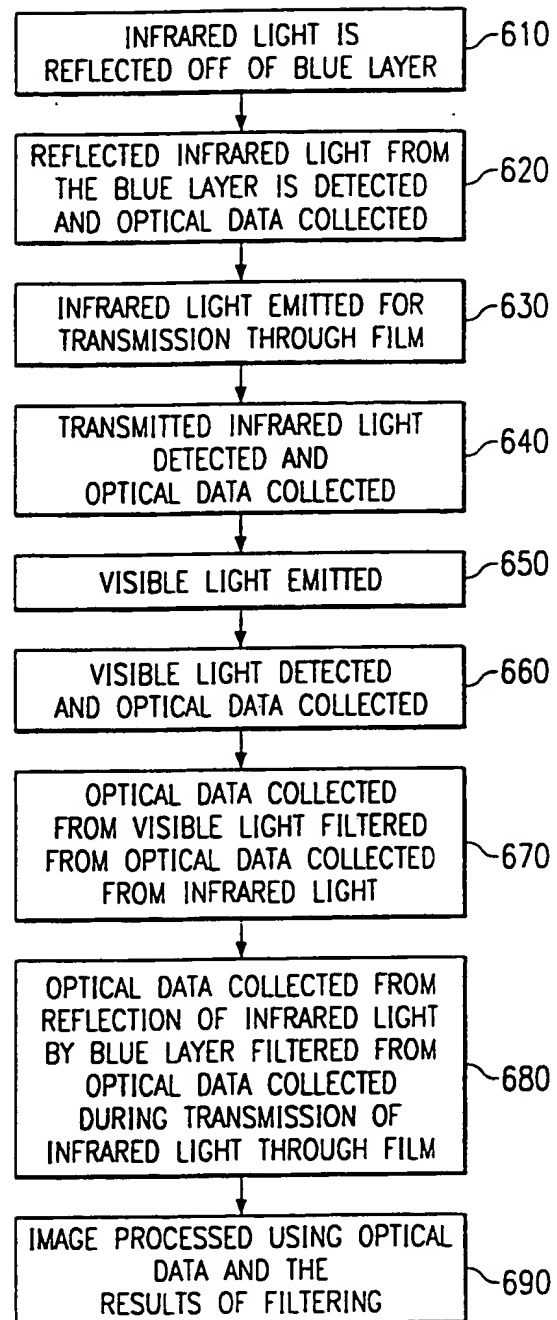 INFRARED LIGHT IS
REFLECTED OFF OF BLUE LAYER
610
REFLECTED INFRARED LIGHT FROM
THE BLUE LAYER IS DETECTED
AND OPTICAL DATA COLLECTED
620
INFRARED LIGHT EMITTED FOR
TRANSMISSION THROUGH FILM
630
TRANSMITTED INFRARED LIGHT
DETECTED AND
OPTICAL DATA COLLECTED
640
VISIBLE LIGHT EMITTED
650
VISIBLE LIGHT DETECTED
AND OPTICAL DATA COLLECTED
660
OPTICAL DATA COLLECTED
FROM VISIBLE LIGHT FILTERED
FROM OPTICAL DATA COLLECTED
FROM INFRARED LIGHT
670
OPTICAL DATA COLLECTED FROM
REFLECTION OF INFRARED LIGHT
BY BLUE LAYER FILTERED FROM
OPTICAL DATA COLLECTED
DURING TRANSMISSION OF
INFRARED LIGHT THROUGH FILM
680
IMAGE PROCESSED USING OPTICAL
DATA AND THE
RESULTS OF FILTERING
690